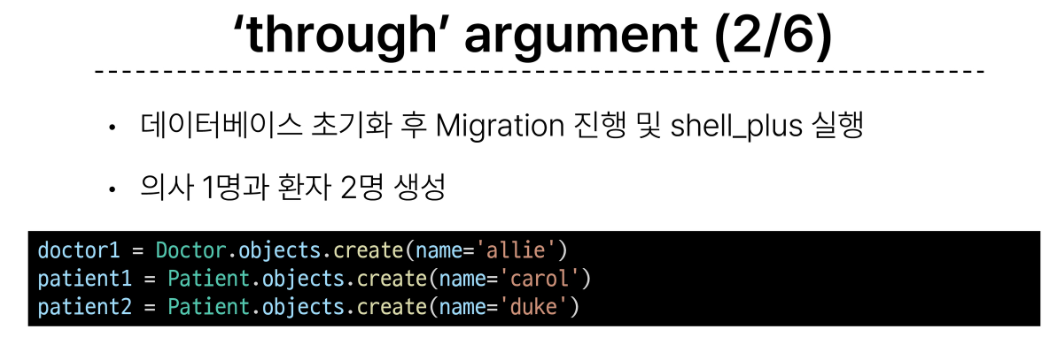 ‘through’ argument (2/6)
• 데이터베이스 초기화 후 Migration 진행 및 shell_plus 실행
• 의사 1명과 환자 2명 생성
doctor1 = Doctor.objects.create(name='allie')
patient1 = Patient.objects.create(name='carol')
patient2 = Patient.objects.create(name='duke')